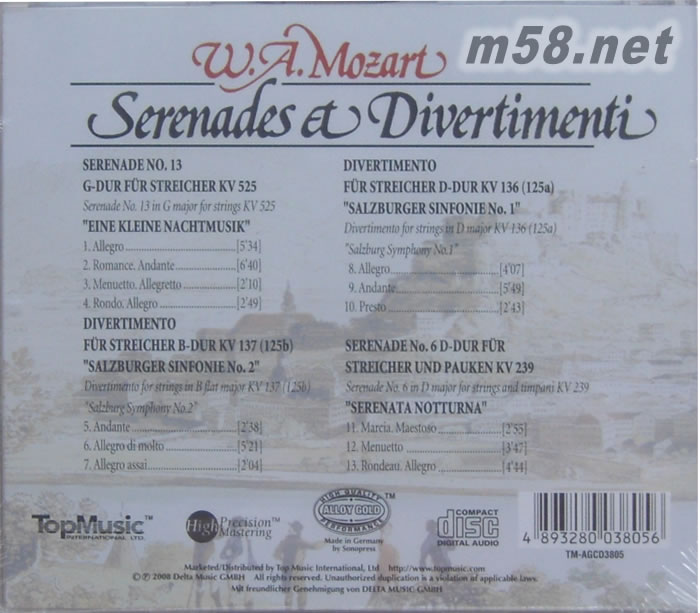 m58.net
W.A.Mozart
Serenades et Divertimenti
SERENADE NO. 13
G-DUR FÜR STREICHER KV 525
Serenade No. 13 in G major for strings KV 525
"EINE KLEINE NACHTMUSIK"
1. Allegro [5'34]
2. Romance. Andante [6'40]
3. Menuetto. Allegretto [2'10]
4. Rondo. Allegro [2'49]
DIVERTIMENTO
FÜR STREICHER B-DUR KV 137 (125b)
"SALZBURGER SINFONIE No. 2"
Divertimento for strings in B flat major KV 137 (125b)
"Salzburg Symphony No.2"
5. Andante [2'38]
6. Allegro di molto [5'21]
7. Allegro assai [2'04]
DIVERTIMENTO
FÜR STREICHER D-DUR KV 136 (125a)
"SALZBURGER SINFONIE No. 1"
Divertimento for strings in D major KV 136 (125a)
"Salzburg Symphony No.1"
8. Allegro [4'07]
9. Andante [5'49]
10. Presto [2'43]
SERENADE No. 6 D-DUR FÜR
STREICHER UND PAUKEN KV 239
Serenade No. 6 in D major for strings and timpani KV 239
"SERENATA NOTTURNA"
11. Marcia. Maestoso [2'55]
12. Menuetto [3'47]
13. Rondeau. Allegro [4'44]
TopMusic™
INTERNATIONAL LTD.
High Precision™
Mastering
HIGH QUALITY
ALLOY GOLD™
PERFORMANCE
Made in Germany
by Sonopress
COMPACT
disc
DIGITAL AUDIO
4 893280 038056
TM-AGCD3805
Marketed/Distributed by Top Music International, Ltd http://www.topmusic.com
© ℗ 2008 Delta Music GMBH All rights reserved. Unauthorized duplication is a violation of applicable laws.
Mit freundlicher Genehmigung von DELTA MUSIC GMBH